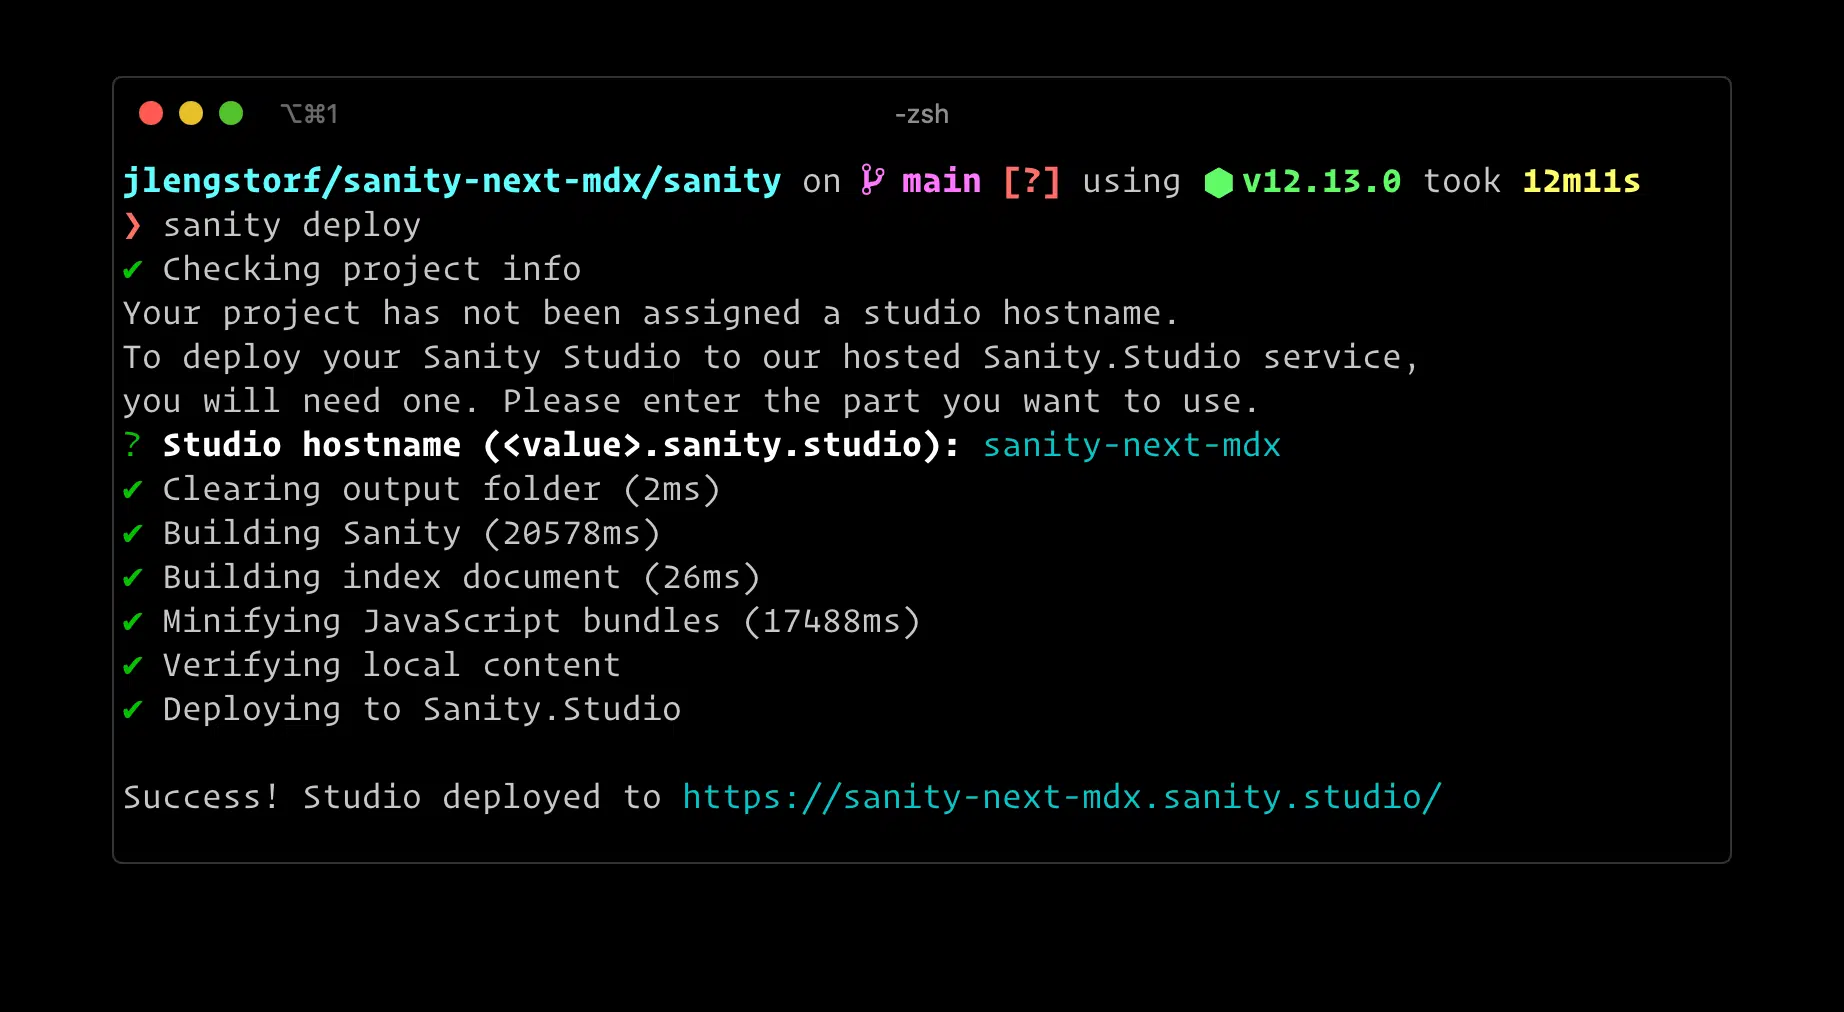 ⌥⌘1 -zsh
jlengstorf/sanity-next-mdx/sanity on main [?] using v12.13.0 took 12m11s
❯ sanity deploy
✔ Checking project info
Your project has not been assigned a studio hostname.
To deploy your Sanity Studio to our hosted Sanity.Studio service,
you will need one. Please enter the part you want to use.
? Studio hostname (<value>.sanity.studio): sanity-next-mdx
✔ Clearing output folder (2ms)
✔ Building Sanity (20578ms)
✔ Building index document (26ms)
✔ Minifying JavaScript bundles (17488ms)
✔ Verifying local content
✔ Deploying to Sanity.Studio
Success! Studio deployed to https://sanity-next-mdx.sanity.studio/